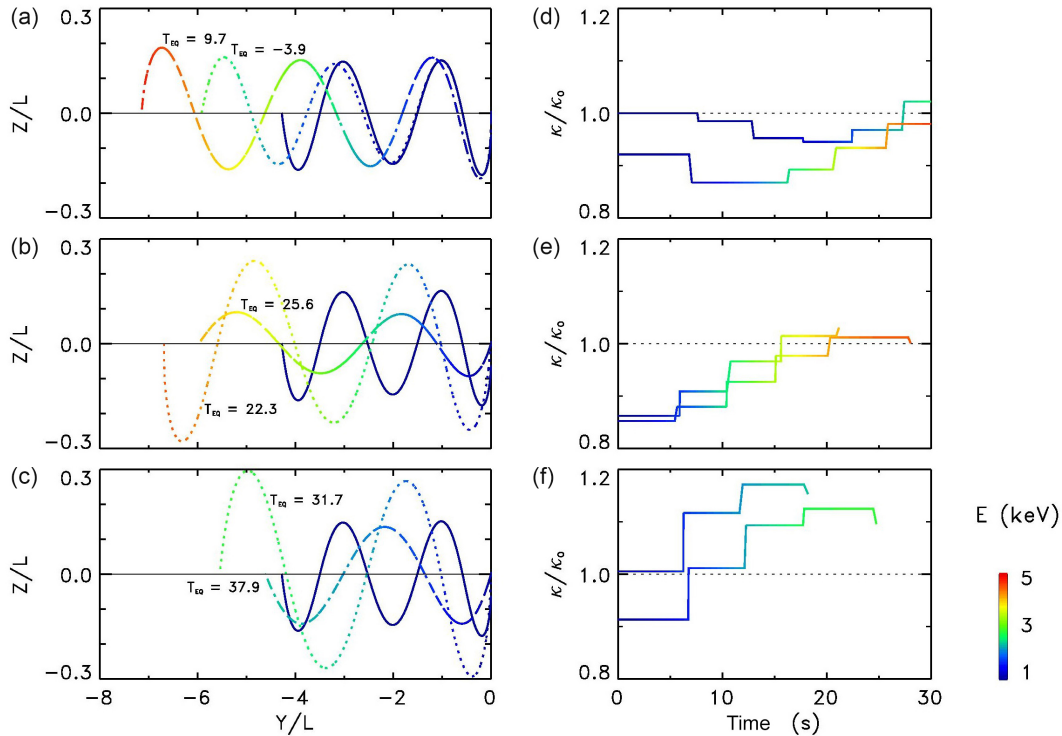 (a)
0.3
Z/L
0.0
-0.3
T_EQ = 9.7
T_EQ = -3.9
(d)
1.0
κ/κ₀
0.8
(b)
0.3
Z/L
0.0
-0.3
T_EQ = 25.6
T_EQ = 22.3
(e)
1.2
κ/κ₀
1.0
0.8
(c)
0.3
Z/L
0.0
-0.3
T_EQ = 31.7
T_EQ = 37.9
-8 -6 -4 -2 0
Y/L
(f)
1.2
κ/κ₀
1.0
0.8
0 10 20 30
Time (s)
E (keV)
5
3
1